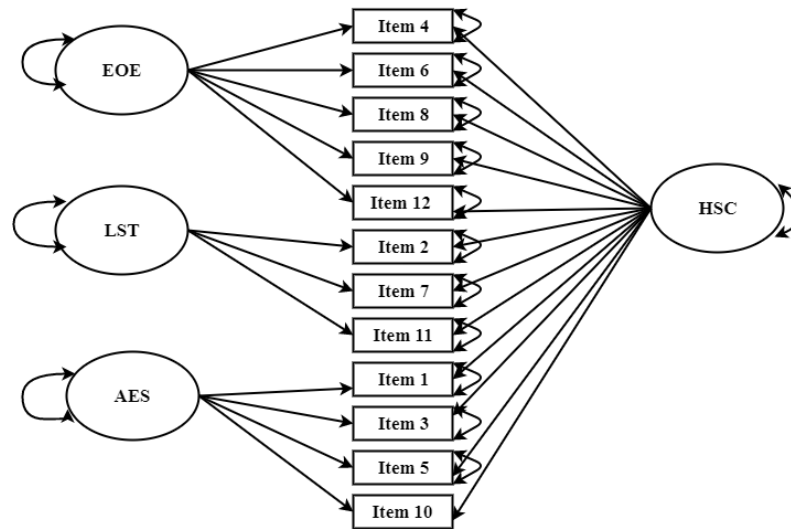 Item 4
EOE
Item 6
Item 8
Item 9
Item 12
LST
HSC
Item 2
Item 7
Item 11
Item 1
AES
Item 3
Item 5
Item 10